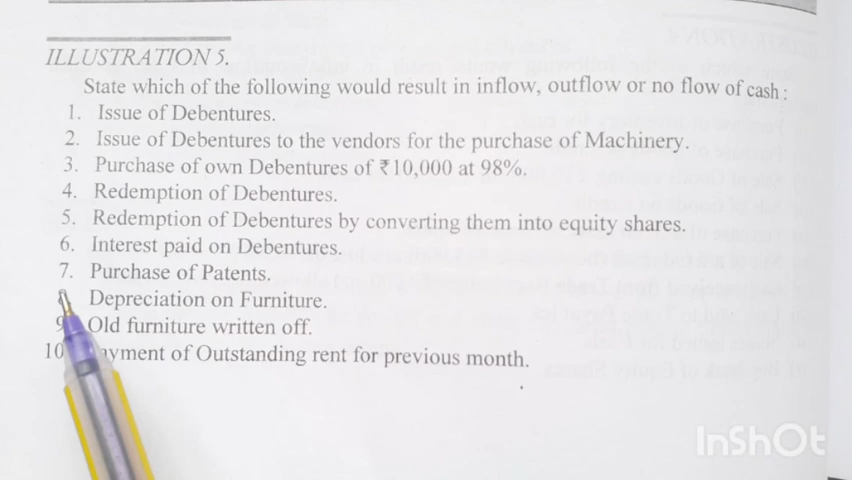 ILLUSTRATION 5.
State which of the following would result in inflow, outflow or no flow of cash :
1. Issue of Debentures.
2. Issue of Debentures to the vendors for the purchase of Machinery.
3. Purchase of own Debentures of ₹10,000 at 98%.
4. Redemption of Debentures.
5. Redemption of Debentures by converting them into equity shares.
6. Interest paid on Debentures.
7. Purchase of Patents.
Depreciation on Furniture.
9 Old furniture written off.
10 ayment of Outstanding rent for previous month.
InShOt